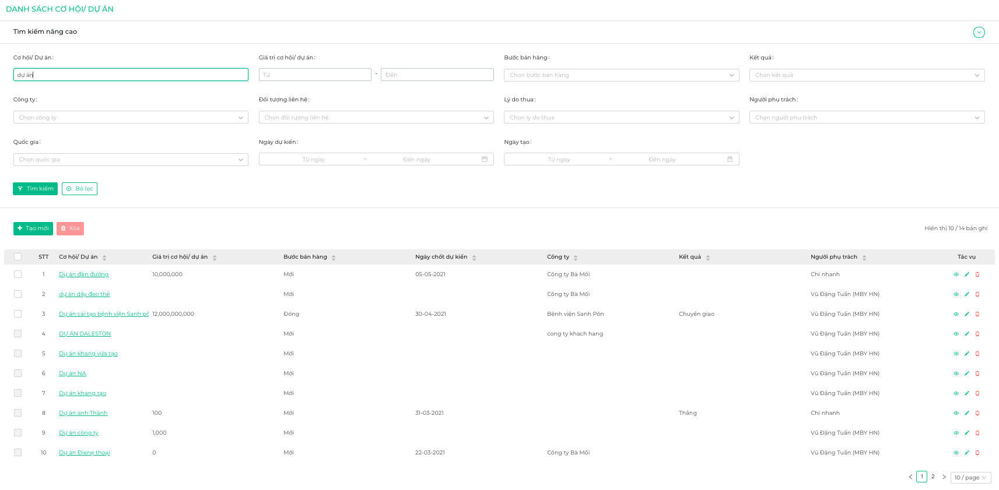 DANH SÁCH CƠ HỘI/ DỰ ÁN
Tìm kiếm nâng cao
Cơ hội/ Dự án: Giá trị cơ hội/ dự án: Bước bán hàng: Kết quả:
dự án Từ - Đến Chọn bước bán hàng Chọn kết quả
Công ty: Đối tượng liên hệ: Lý do thua: Người phụ trách:
Chọn công ty Chọn đối tượng liên hệ Chọn lý do thua Chọn người phụ trách
Quốc gia: Ngày dự kiến: Ngày tạo:
Chọn quốc gia Từ ngày ~ Đến ngày Từ ngày ~ Đến ngày
Tìm kiếm Bỏ lọc
Tạo mới Xóa Hiển thị 10 / 14 bản ghi
STT Cơ hội/ Dự án Giá trị cơ hội/ dự án Bước bán hàng Ngày chốt dự kiến Công ty Kết quả Người phụ trách Tác vụ
1 Dự án đèn đường 10,000,000 Mới 05-05-2021 Công ty Bà Mối Chi nhanh
2 dự án dây đeo thẻ Mới Công ty Bà Mối Vũ Đặng Tuấn (MBY HN)
3 Dự án cải tạo bệnh viện Sanh pô 12,000,000,000 Đóng 30-04-2021 Bệnh viện Sanh Pôn Chuyển giao Vũ Đặng Tuấn (MBY HN)
4 DỰ ÁN DALESTON Mới cong ty khach hang Vũ Đặng Tuấn (MBY HN)
5 Dự án khang vừa tạo Mới Vũ Đặng Tuấn (MBY HN)
6 Dự án NA Mới Vũ Đặng Tuấn (MBY HN)
7 Dự án khang tạo Mới Vũ Đặng Tuấn (MBY HN)
8 Dự án anh Thành 100 Mới 31-03-2021 Thắng Chi nhanh
9 Dự án công ty 1,000 Mới Vũ Đặng Tuấn (MBY HN)
10 Dự án Đienẹ thoại 0 Mới 22-03-2021 Công ty Bà Mối Vũ Đặng Tuấn (MBY HN)
< 1 2 > 10 / page